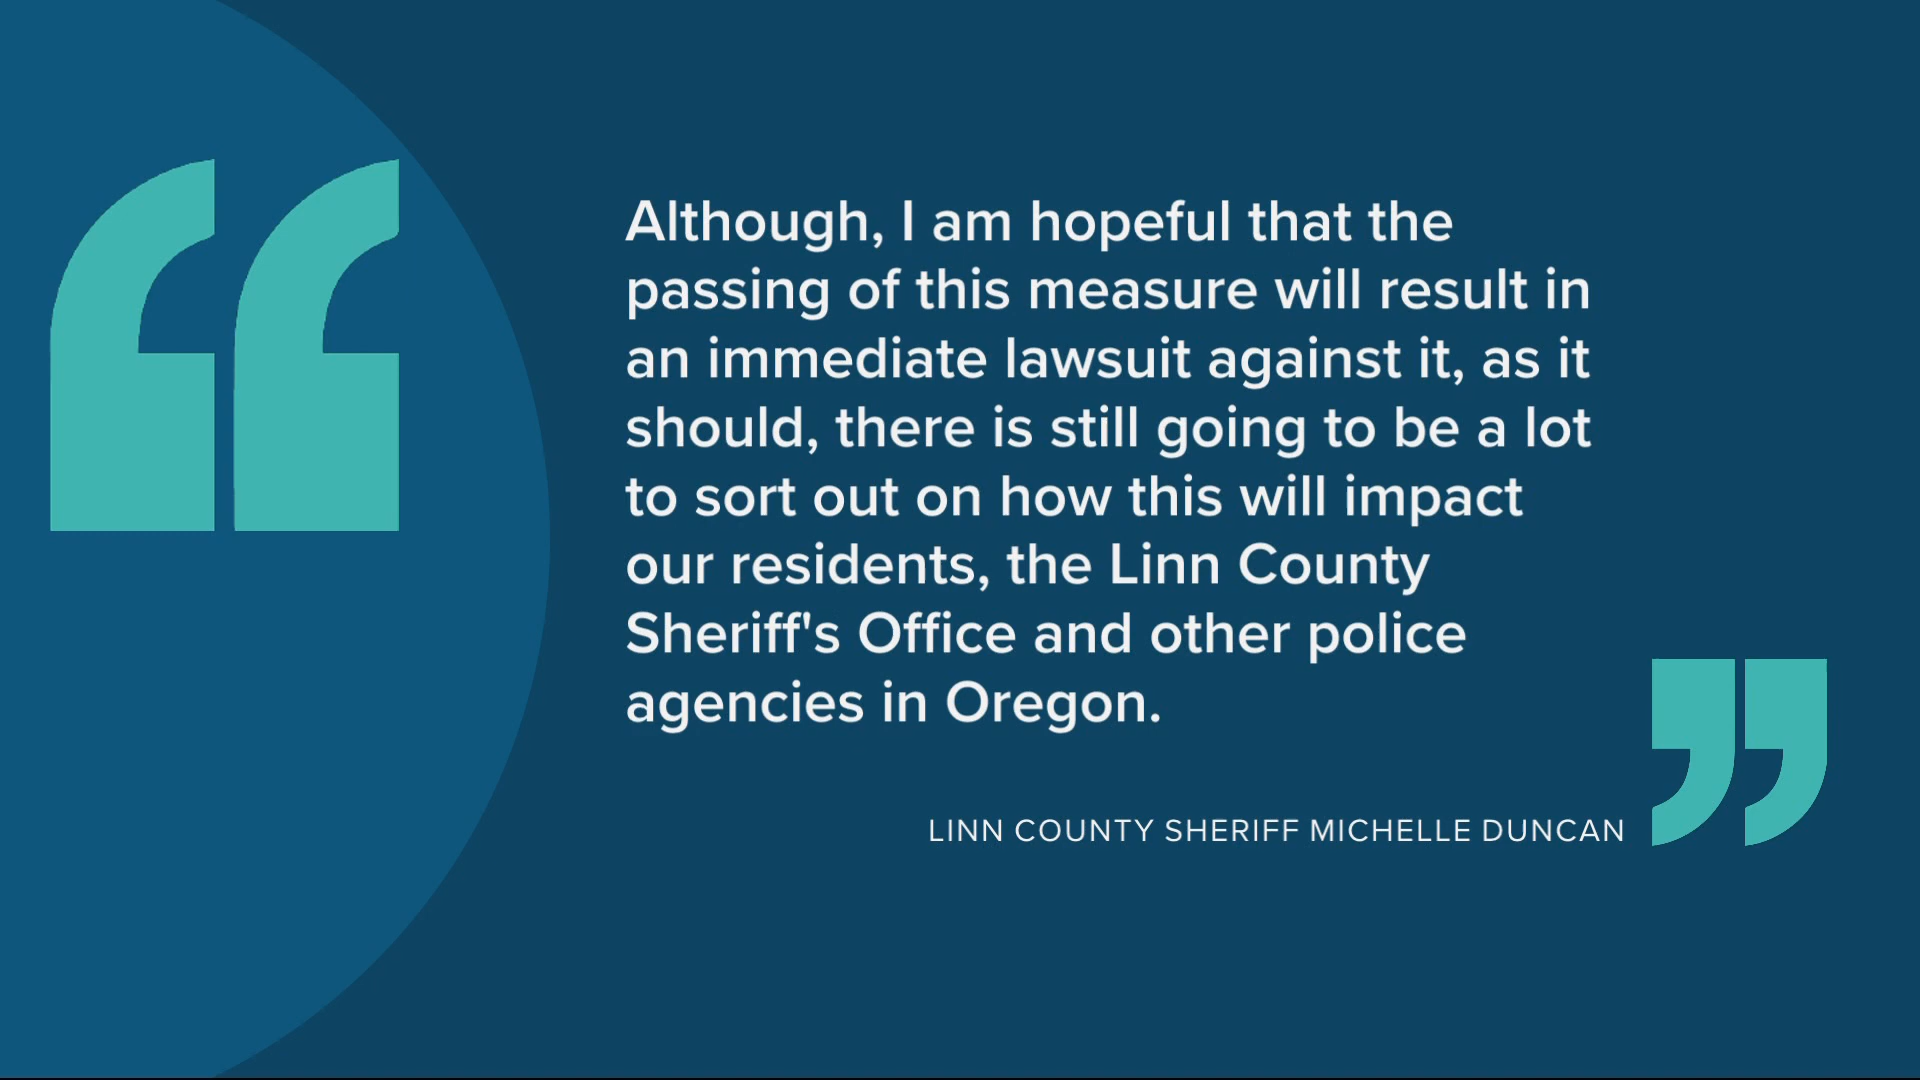 Although, I am hopeful that the
passing of this measure will result in
an immediate lawsuit against it, as it
should, there is still going to be a lot
to sort out on how this will impact
our residents, the Linn County
Sheriff's Office and other police
agencies in Oregon.
LINN COUNTY SHERIFF MICHELLE DUNCAN